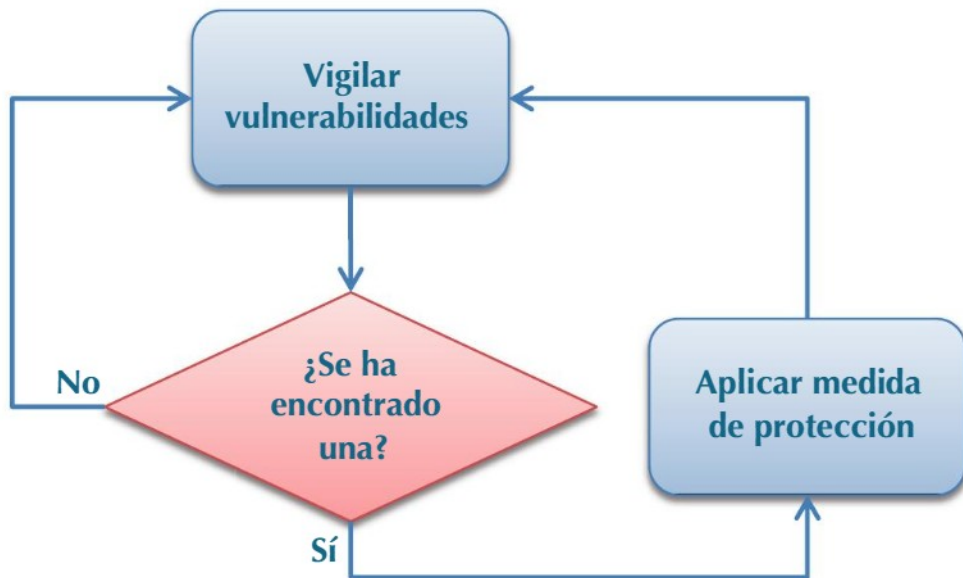 Vigilar
vulnerabilidades
¿Se ha
encontrado
una?
No
Sí
Aplicar medida
de protección